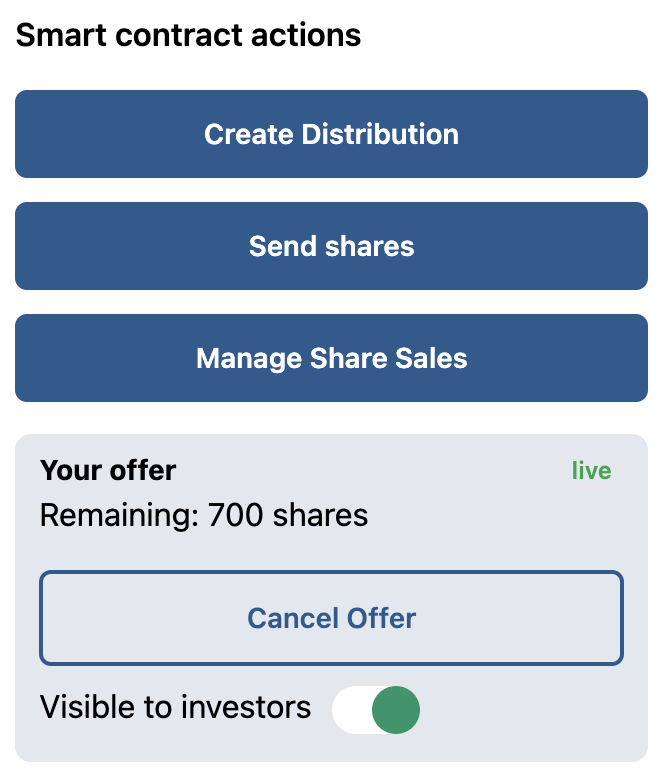 Smart contract actions
Create Distribution
Send shares
Manage Share Sales
Your offer
live
Remaining: 700 shares
Cancel Offer
Visible to investors